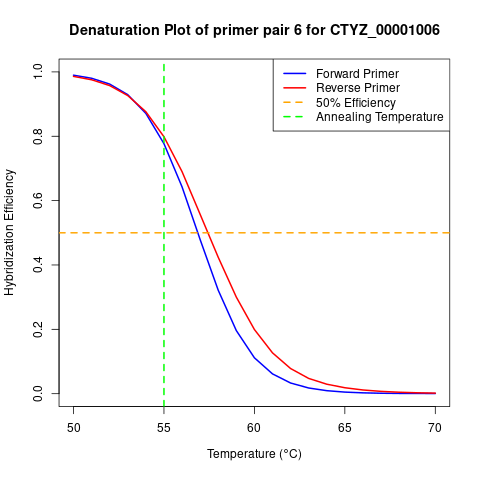 Denaturation Plot of primer pair 6 for CTYZ_00001006
Forward Primer
Reverse Primer
50% Efficiency
Annealing Temperature
Hybridization Efficiency
1.0
0.8
0.6
0.4
0.2
0.0
50 55 60 65 70
Temperature (°C)